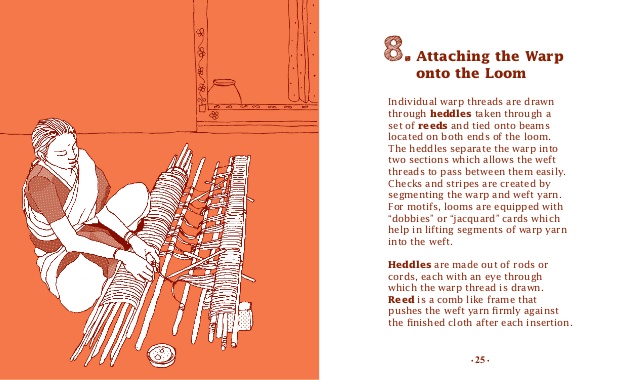 8. Attaching the Warp
onto the Loom
Individual warp threads are drawn
through heddles taken through a
set of reeds and tied onto beams
located on both ends of the loom.
The heddles separate the warp into
two sections which allows the weft
threads to pass between them easily.
Checks and stripes are created by
segmenting the warp and weft yarn.
For motifs, looms are equipped with
“dobbies” or “jacquard” cards which
help in lifting segments of warp yarn
into the weft.
Heddles are made out of rods or
cords, each with an eye through
which the warp thread is drawn.
Reed is a comb like frame that
pushes the weft yarn firmly against
the finished cloth after each insertion.
· 25 ·